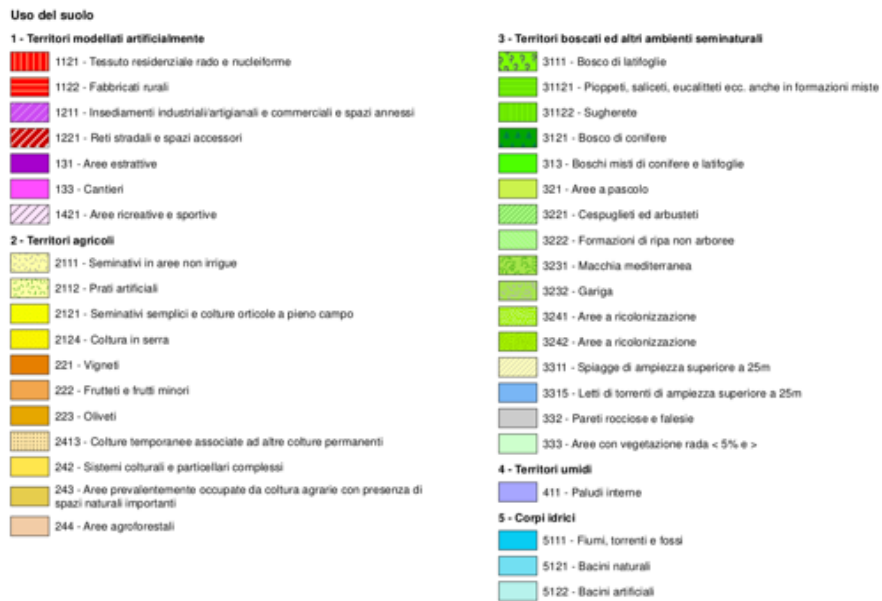 Uso del suolo
1 - Territori modellati artificialmente
1121 - Tessuto residenziale rado e nucleiforme
1122 - Fabbricati rurali
1211 - Insediamenti industriali/artigianali e commerciali e spazi annessi
1221 - Reti stradali e spazi accessori
131 - Aree estrattive
133 - Cantieri
1421 - Aree ricreative e sportive
2 - Territori agricoli
2111 - Seminativi in aree non irrigue
2112 - Prati artificiali
2121 - Seminativi semplici e colture orticole a pieno campo
2124 - Coltura in serra
221 - Vigneti
222 - Frutteti e frutti minori
223 - Oliveti
2413 - Colture temporanee associate ad altre colture permanenti
242 - Sistemi colturali e particellari complessi
243 - Aree prevalentemente occupate da coltura agrarie con presenza di
spazi naturali importanti
244 - Aree agroforestali
3 - Territori boscati ed altri ambienti seminaturali
3111 - Bosco di latifoglie
31121 - Pioppeti, saliceti, eucalitteti ecc. anche in formazioni miste
31122 - Sugherete
3121 - Bosco di conifere
313 - Boschi misti di conifere e latifoglie
321 - Aree a pascolo
3221 - Cespuglieti ed arbusteti
3222 - Formazioni di ripa non arboree
3231 - Macchia mediterranea
3232 - Gariga
3241 - Aree a ricolonizzazione
3242 - Aree a ricolonizzazione
3311 - Spiagge di ampiezza superiore a 25m
3315 - Letti di torrenti di ampiezza superiore a 25m
332 - Pareti rocciose e falesie
333 - Aree con vegetazione rada < 5% e >
4 - Territori umidi
411 - Paludi interne
5 - Corpi idrici
5111 - Fiumi, torrenti e fossi
5121 - Bacini naturali
5122 - Bacini artificiali